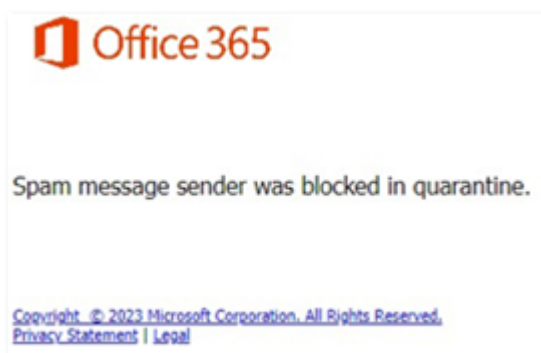 Office 365
Spam message sender was blocked in quarantine.
Copyright © 2023 Microsoft Corporation. All Rights Reserved.
Privacy Statement | Legal